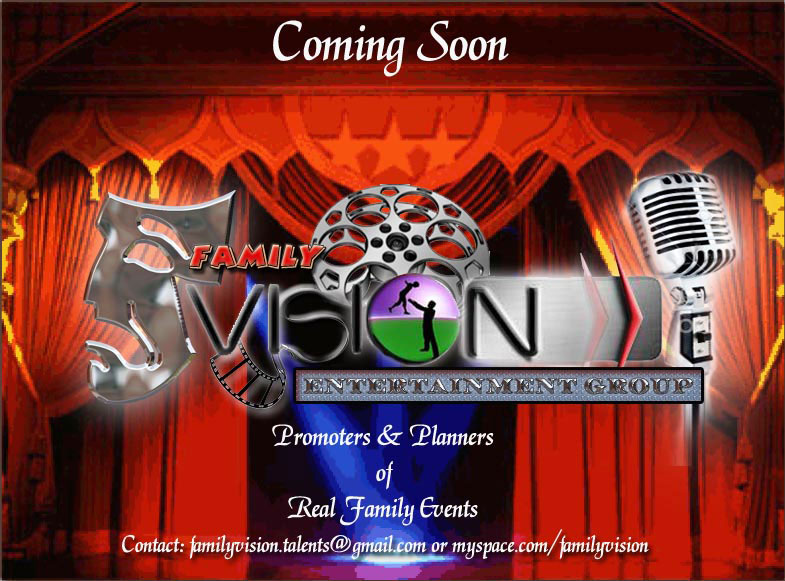 Coming Soon
FAMILY
VISION
ENTERTAINMENT GROUP
Promoters & Planners
of
Real Family Events
Contact: familyvision.talents@gmail.com or myspace.com/familyvision